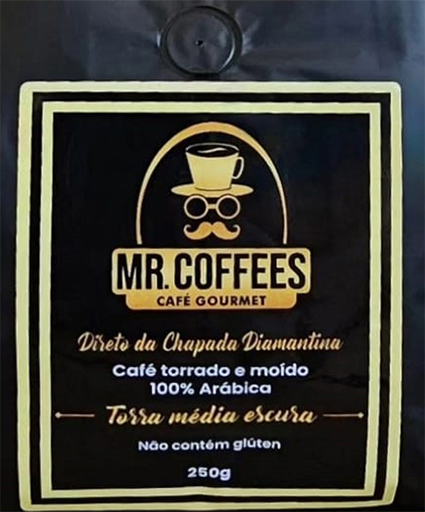 MR. COFFEES
CAFÉ GOURMET
Direto da Chapada Diamantina
Café torrado e moído
100% Arábica
Torra média escura
Não contém glúten
250g